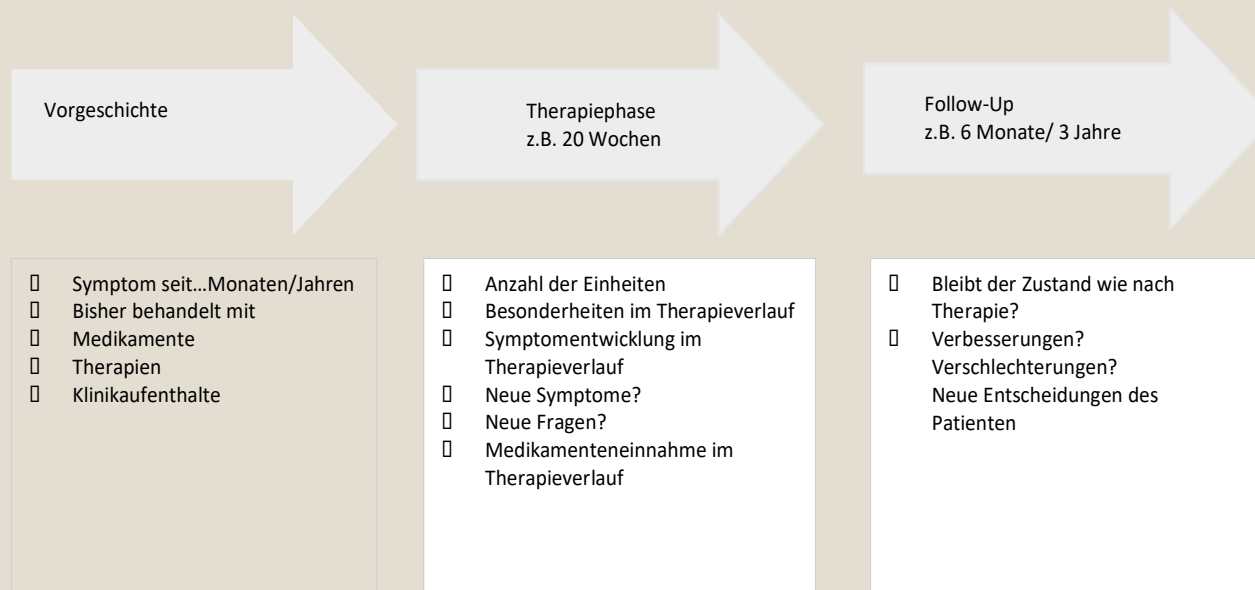 Vorgeschichte
Therapiephase
z.B. 20 Wochen
Follow-Up
z.B. 6 Monate/ 3 Jahre
Symptom seit...Monaten/Jahren
Bisher behandelt mit
Medikamente
Therapien
Klinikaufenthalte
Anzahl der Einheiten
Besonderheiten im Therapieverlauf
Symptomentwicklung im
Therapieverlauf
Neue Symptome?
Neue Fragen?
Medikamenteneinnahme im
Therapieverlauf
Bleibt der Zustand wie nach
Therapie?
Verbesserungen?
Verschlechterungen?
Neue Entscheidungen des
Patienten